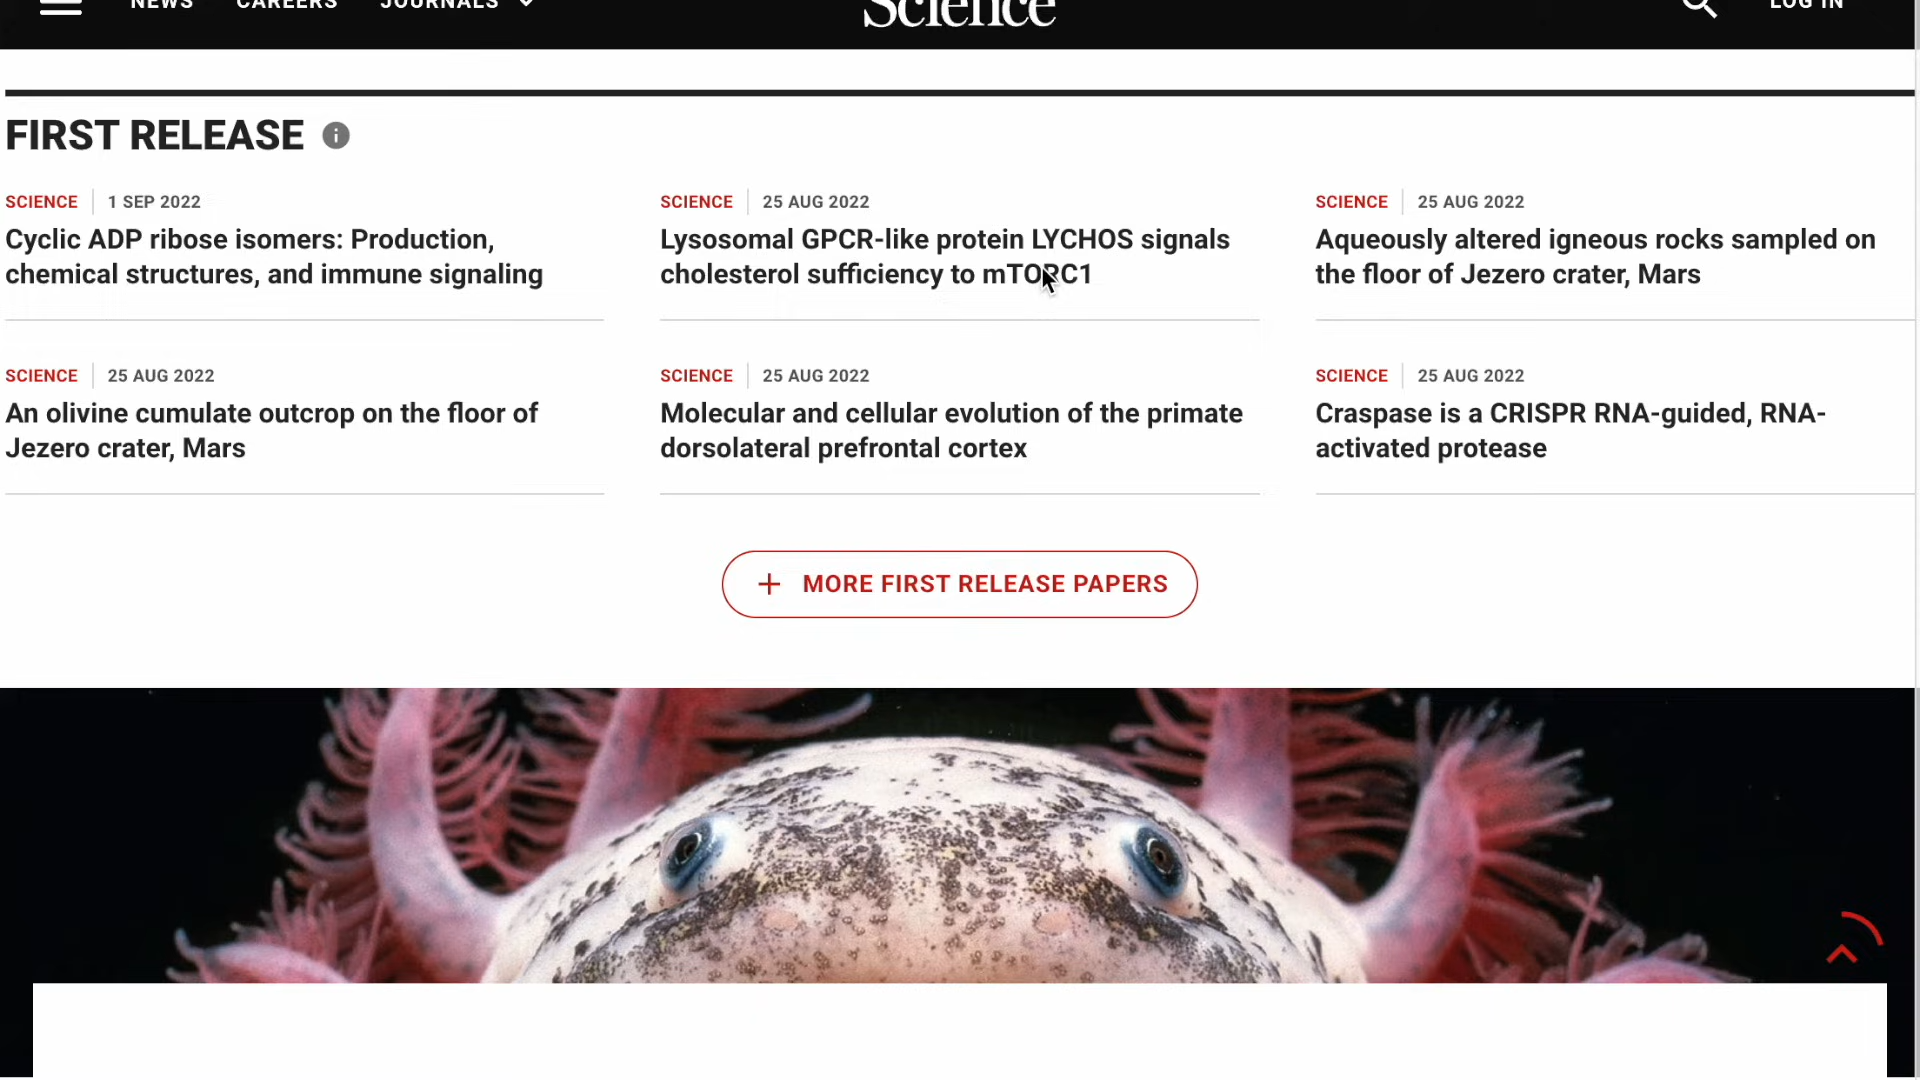 NEWS CAREERS JOURNALS
Science
LOG IN
FIRST RELEASE
SCIENCE 1 SEP 2022
Cyclic ADP ribose isomers: Production,
chemical structures, and immune signaling
SCIENCE 25 AUG 2022
Lysosomal GPCR-like protein LYCHOS signals
cholesterol sufficiency to mTORC1
SCIENCE 25 AUG 2022
Aqueously altered igneous rocks sampled on
the floor of Jezero crater, Mars
SCIENCE 25 AUG 2022
An olivine cumulate outcrop on the floor of
Jezero crater, Mars
SCIENCE 25 AUG 2022
Molecular and cellular evolution of the primate
dorsolateral prefrontal cortex
SCIENCE 25 AUG 2022
Craspase is a CRISPR RNA-guided, RNA-
activated protease
+ MORE FIRST RELEASE PAPERS